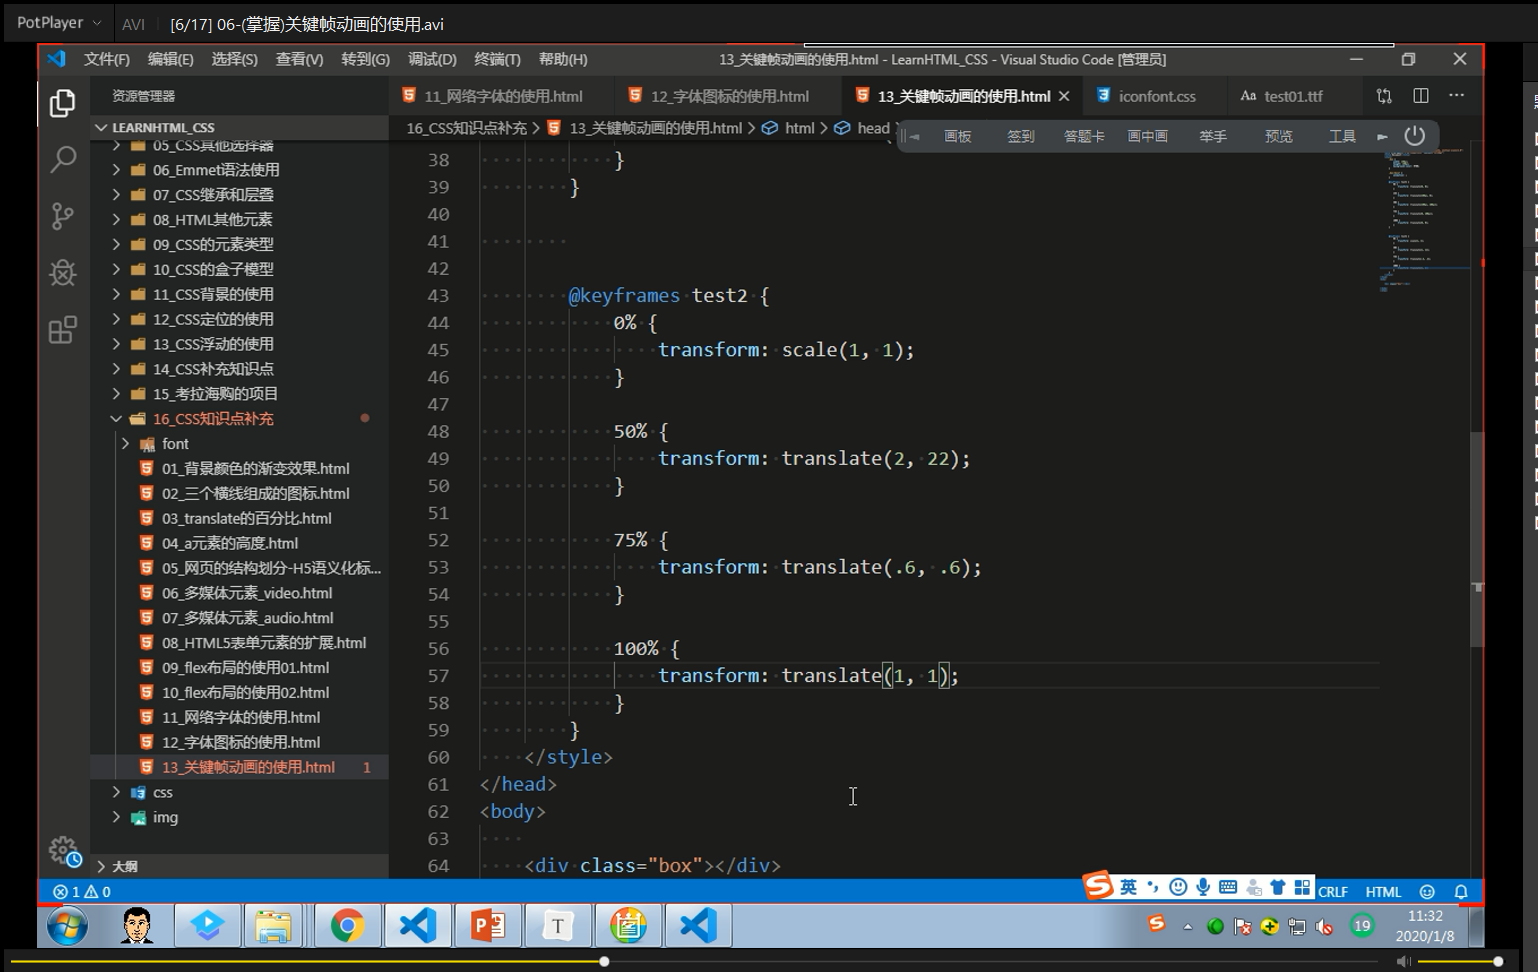 PotPlayer AVI [6/17] 06-(掌握)关键帧动画的使用.avi
文件(F) 编辑(E) 选择(S) 查看(V) 转到(G) 调试(D) 终端(T) 帮助(H) 13_关键帧动画的使用.html - LearnHTML_CSS - Visual Studio Code [管理员]
资源管理器
11_网络字体的使用.html 12_字体图标的使用.html 13_关键帧动画的使用.html iconfont.css Aa test01.ttf
LEARNHTML_CSS
16_CSS知识点补充 > 13_关键帧动画的使用.html > html > head
画板 签到 答题卡 画中画 举手 预览 工具
05_CSS其他选择器
06_Emmet语法使用
07_CSS继承和层叠
08_HTML其他元素
09_CSS的元素类型
10_CSS的盒子模型
11_CSS背景的使用
12_CSS定位的使用
13_CSS浮动的使用
14_CSS补充知识点
15_考拉海购的项目
16_CSS知识点补充
font
01_背景颜色的渐变效果.html
02_三个横线组成的图标.html
03_translate的百分比.html
04_a元素的高度.html
05_网页的结构划分-H5语义化标...
06_多媒体元素_video.html
07_多媒体元素_audio.html
08_HTML5表单元素的扩展.html
09_flex布局的使用01.html
10_flex布局的使用02.html
11_网络字体的使用.html
12_字体图标的使用.html
13_关键帧动画的使用.html 1
css
img
大纲
38 }
39 }
40
41
42
43 @keyframes test2 {
44 0% {
45 transform: scale(1, 1);
46 }
47
48 50% {
49 transform: translate(2, 22);
50 }
51
52 75% {
53 transform: translate(.6, .6);
54 }
55
56 100% {
57 transform: translate(1, 1);
58 }
59 }
60 </style>
61 </head>
62 <body>
63
64 <div class="box"></div>
1 0 英 CRLF HTML
19 11:32
2020/1/8